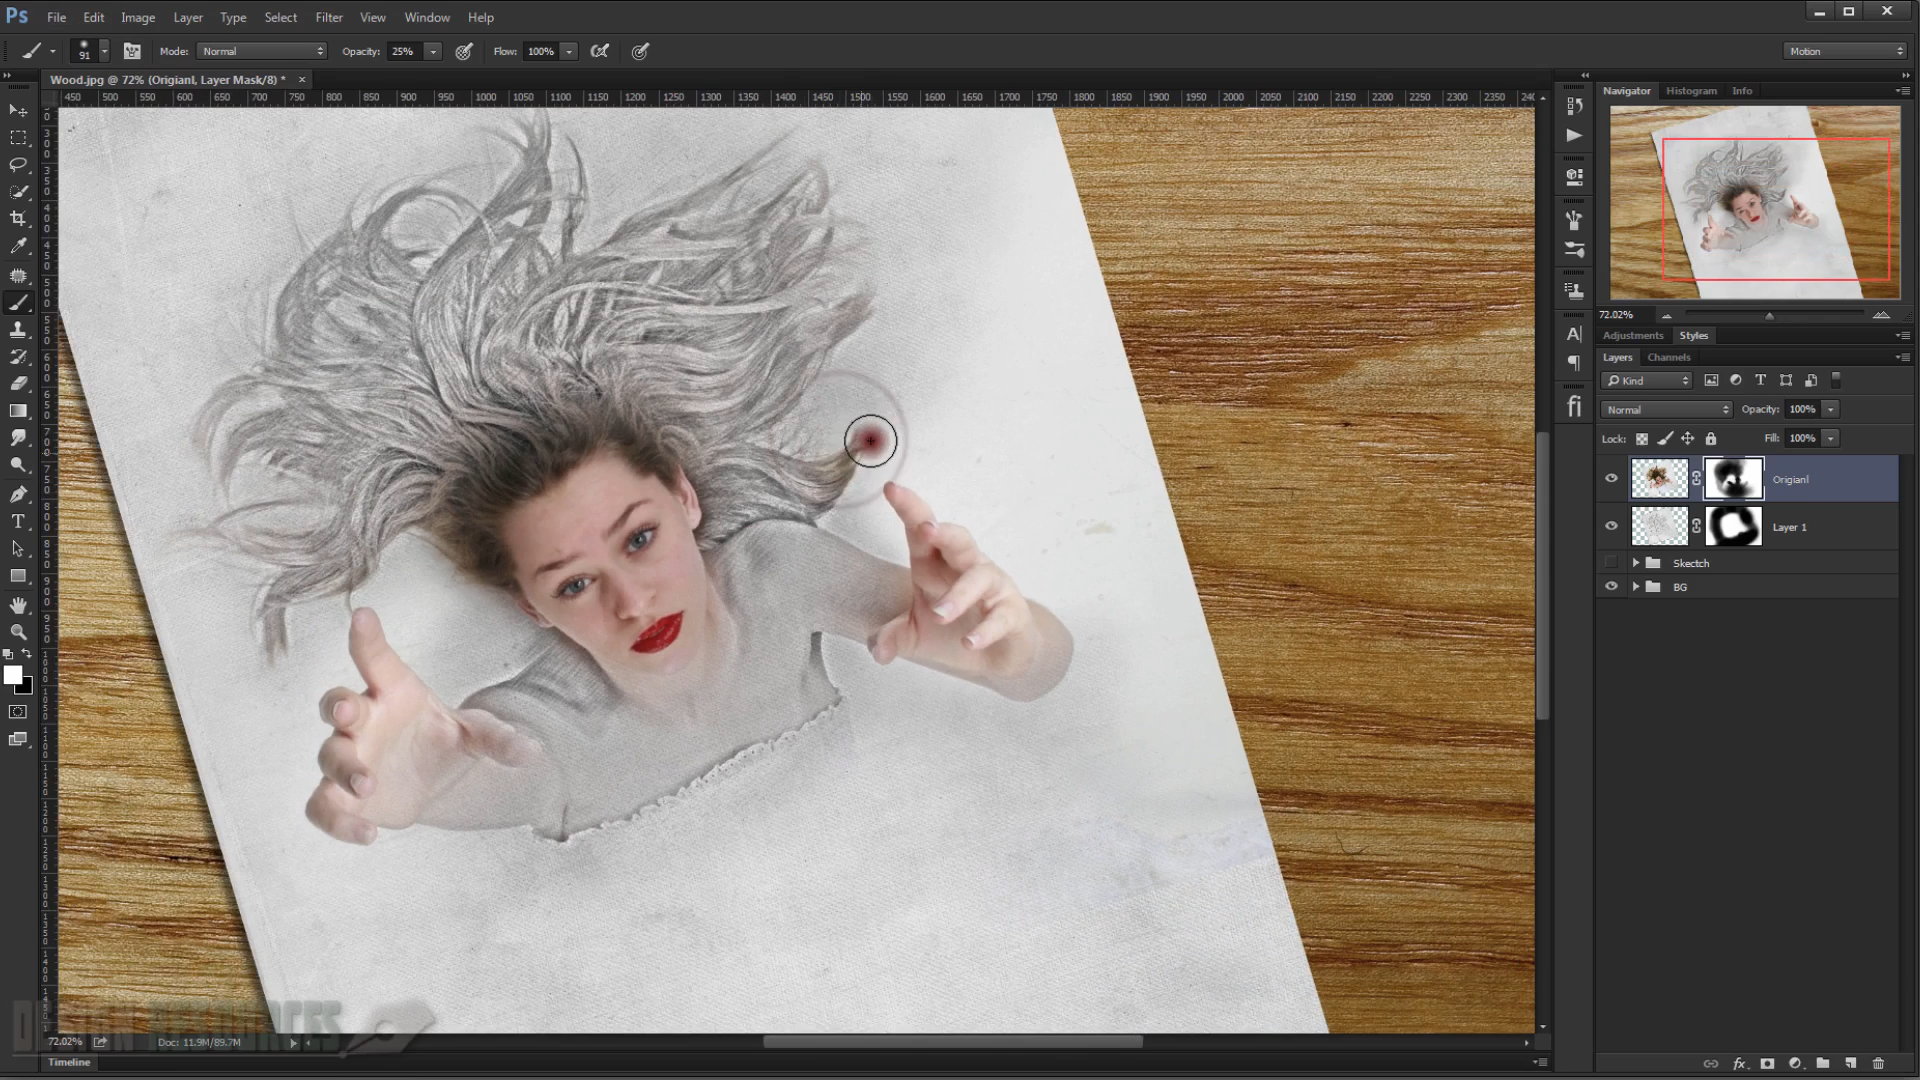 Ps File Edit Image Layer Type Select Filter View Window Help
91 Mode: Normal Opacity: 25% Flow: 100% Motion
Wood.jpg @ 72% (Origianl, Layer Mask/8) *
450 500 550 600 650 700 750 800 850 900 950 1000 1050 1100 1150 1200 1250 1300 1350 1400 1450 1500 1550 1600 1650 1700 1750 1800 1850 1900 1950 2000 2050 2100 2150 2200 2250 2300 2350
Navigator Histogram Info
72.02%
Adjustments Styles
Layers Channels
Kind
Normal Opacity: 100%
Lock: Fill: 100%
Origianl
Layer 1
Skectch
BG
DESIGN RESOURCES
72.02% Doc: 11.9M/89.7M
Timeline